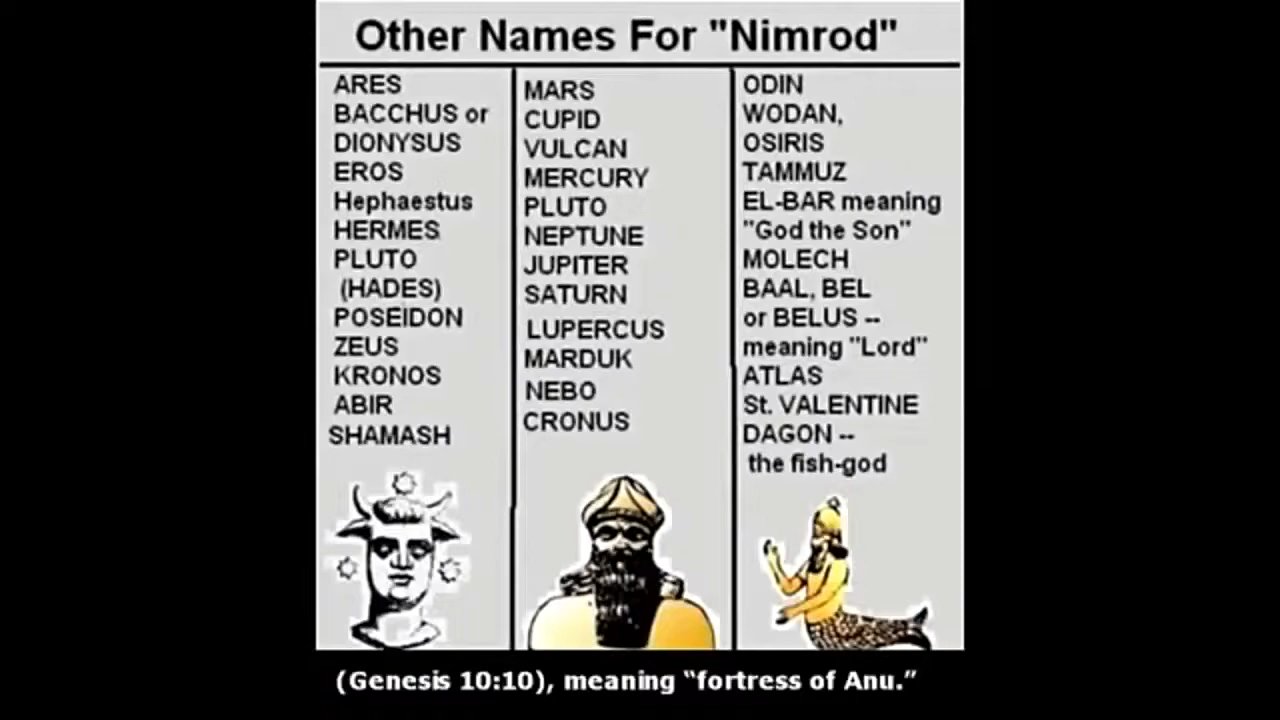 Other Names For "Nimrod"
ARES
BACCHUS or
DIONYSUS
EROS
Hephaestus
HERMES
PLUTO
(HADES)
POSEIDON
ZEUS
KRONOS
ABIR
SHAMASH
MARS
CUPID
VULCAN
MERCURY
PLUTO
NEPTUNE
JUPITER
SATURN
LUPERCUS
MARDUK
NEBO
CRONUS
ODIN
WODAN,
OSIRIS
TAMMUZ
EL-BAR meaning
"God the Son"
MOLECH
BAAL, BEL
or BELUS --
meaning "Lord"
ATLAS
St. VALENTINE
DAGON --
the fish-god
(Genesis 10:10), meaning “fortress of Anu.”